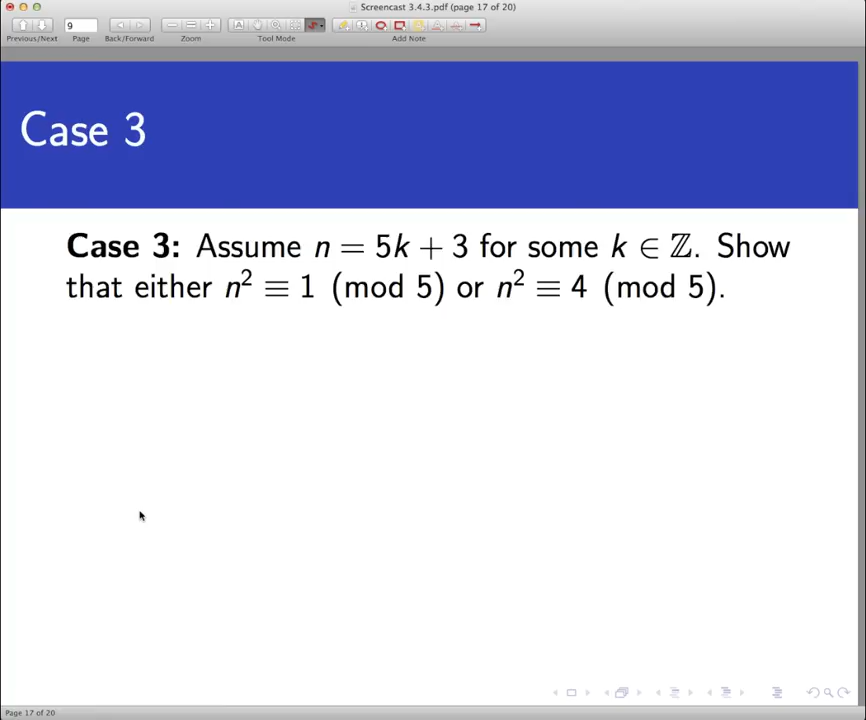 Screencast 3.4.3.pdf (page 17 of 20)
9
Previous/Next Page Back/Forward Zoom Tool Mode Add Note
Case 3
Case 3: Assume n = 5k + 3 for some k ∈ ℤ. Show
that either n² ≡ 1 (mod 5) or n² ≡ 4 (mod 5).
Page 17 of 20